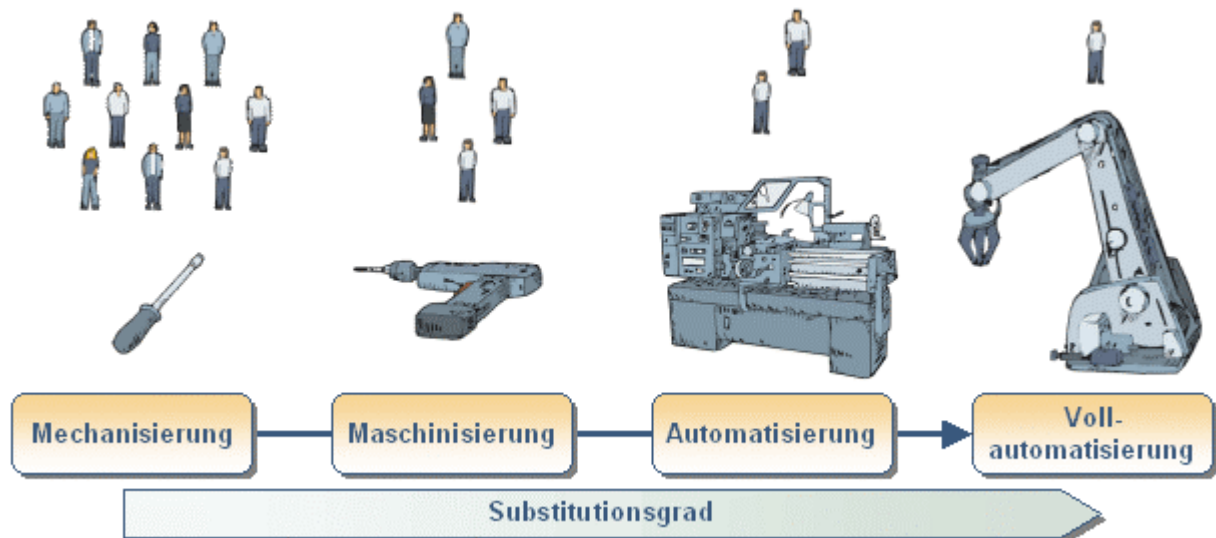 Mechanisierung
Maschinisierung
Automatisierung
Voll-
automatisierung
Substitutionsgrad